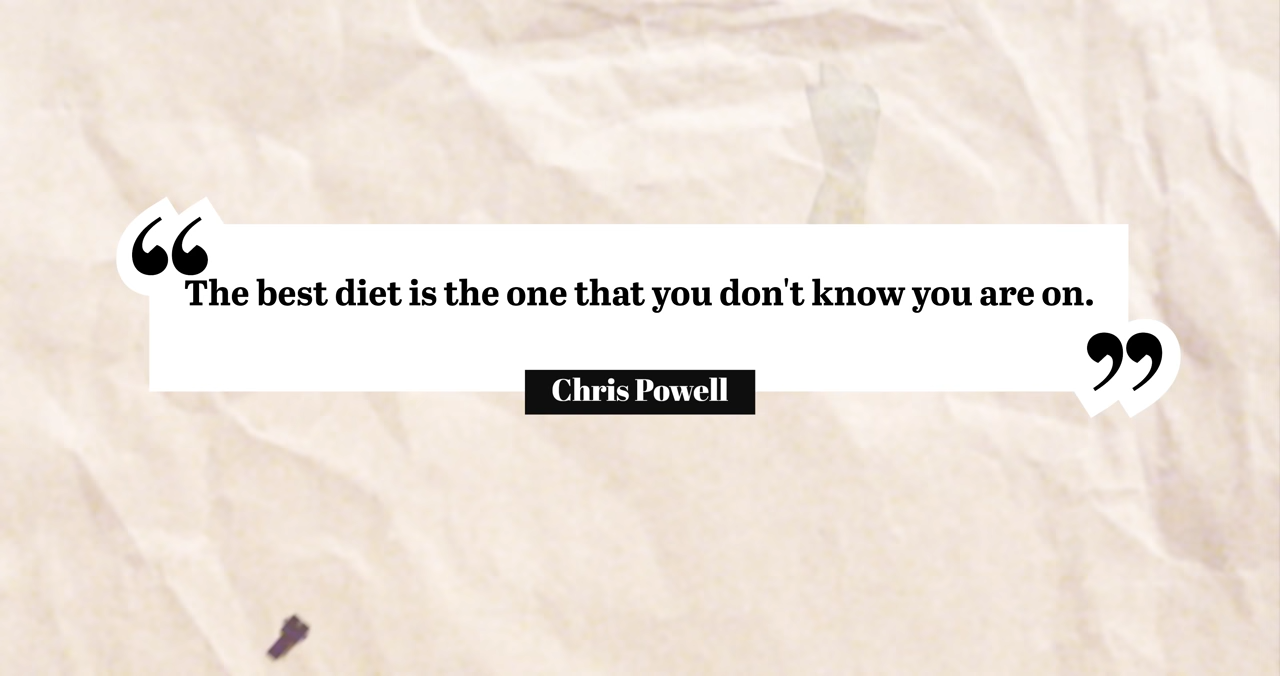 “
The best diet is the one that you don't know you are on.
”
Chris Powell